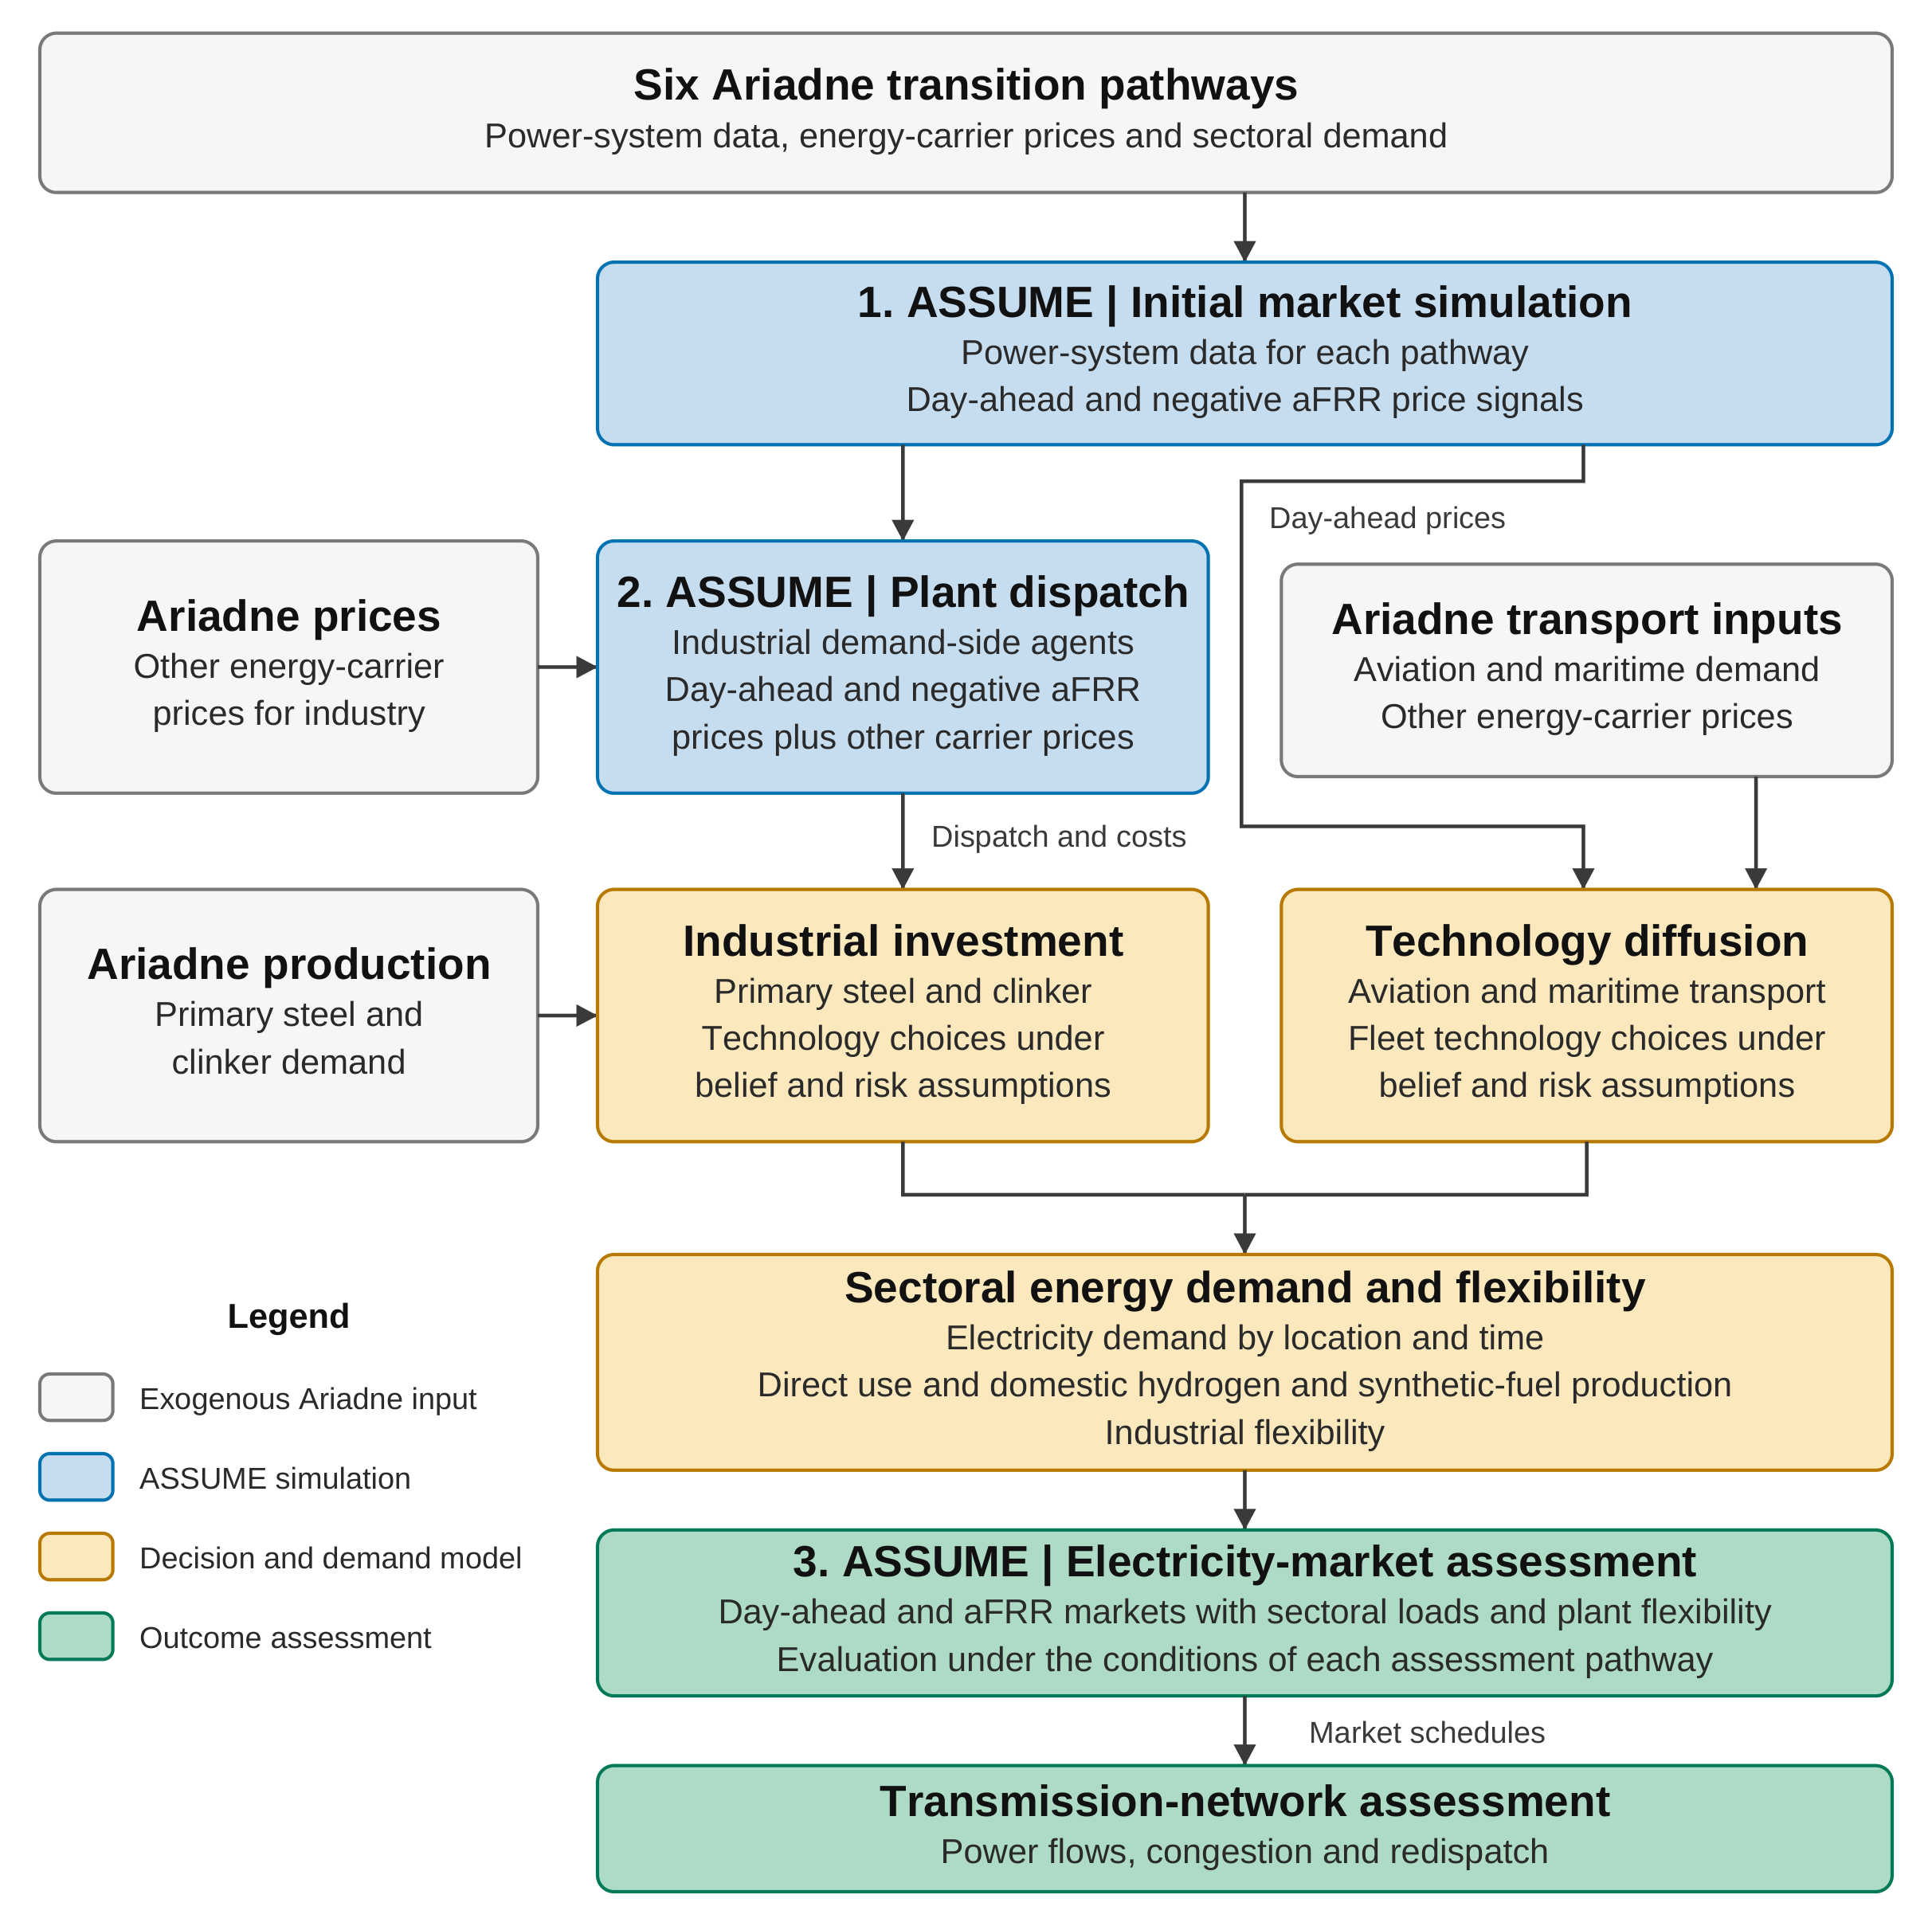 Six Ariadne transition pathways
Power-system data, energy-carrier prices and sectoral demand
1. ASSUME | Initial market simulation
Power-system data for each pathway
Day-ahead and negative aFRR price signals
Day-ahead prices
Ariadne prices
Other energy-carrier
prices for industry
2. ASSUME | Plant dispatch
Industrial demand-side agents
Day-ahead and negative aFRR
prices plus other carrier prices
Ariadne transport inputs
Aviation and maritime demand
Other energy-carrier prices
Dispatch and costs
Ariadne production
Primary steel and
clinker demand
Industrial investment
Primary steel and clinker
Technology choices under
belief and risk assumptions
Technology diffusion
Aviation and maritime transport
Fleet technology choices under
belief and risk assumptions
Sectoral energy demand and flexibility
Electricity demand by location and time
Direct use and domestic hydrogen and synthetic-fuel production
Industrial flexibility
Legend
Exogenous Ariadne input
ASSUME simulation
Decision and demand model
Outcome assessment
3. ASSUME | Electricity-market assessment
Day-ahead and aFRR markets with sectoral loads and plant flexibility
Evaluation under the conditions of each assessment pathway
Market schedules
Transmission-network assessment
Power flows, congestion and redispatch